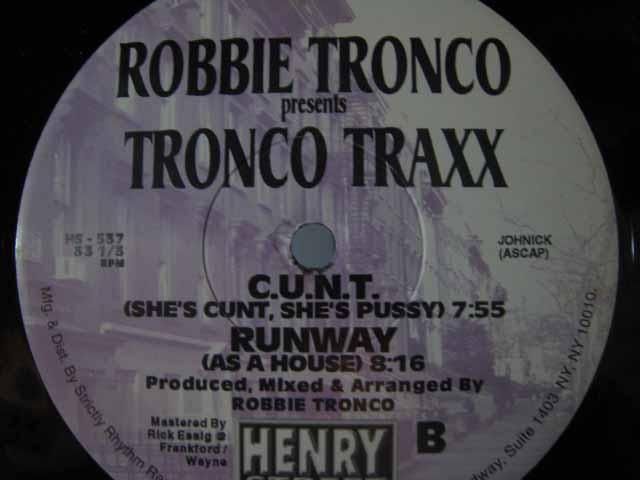 ROBBIE TRONCO
presents
TRONCO TRAXX
HS - 537
33 1/3
RPM
JOHNICK
(ASCAP)
C.U.N.T.
(SHE'S CUNT, SHE'S PUSSY) 7:55
RUNWAY
(AS A HOUSE) 8:16
Produced, Mixed & Arranged By
ROBBIE TRONCO
Mastered By
Rick Essig @
Frankford/
Wayne
HENRY
B
Mfg. & Dist. By Strictly Rhythm
Suite 1403 NY, NY 10010.